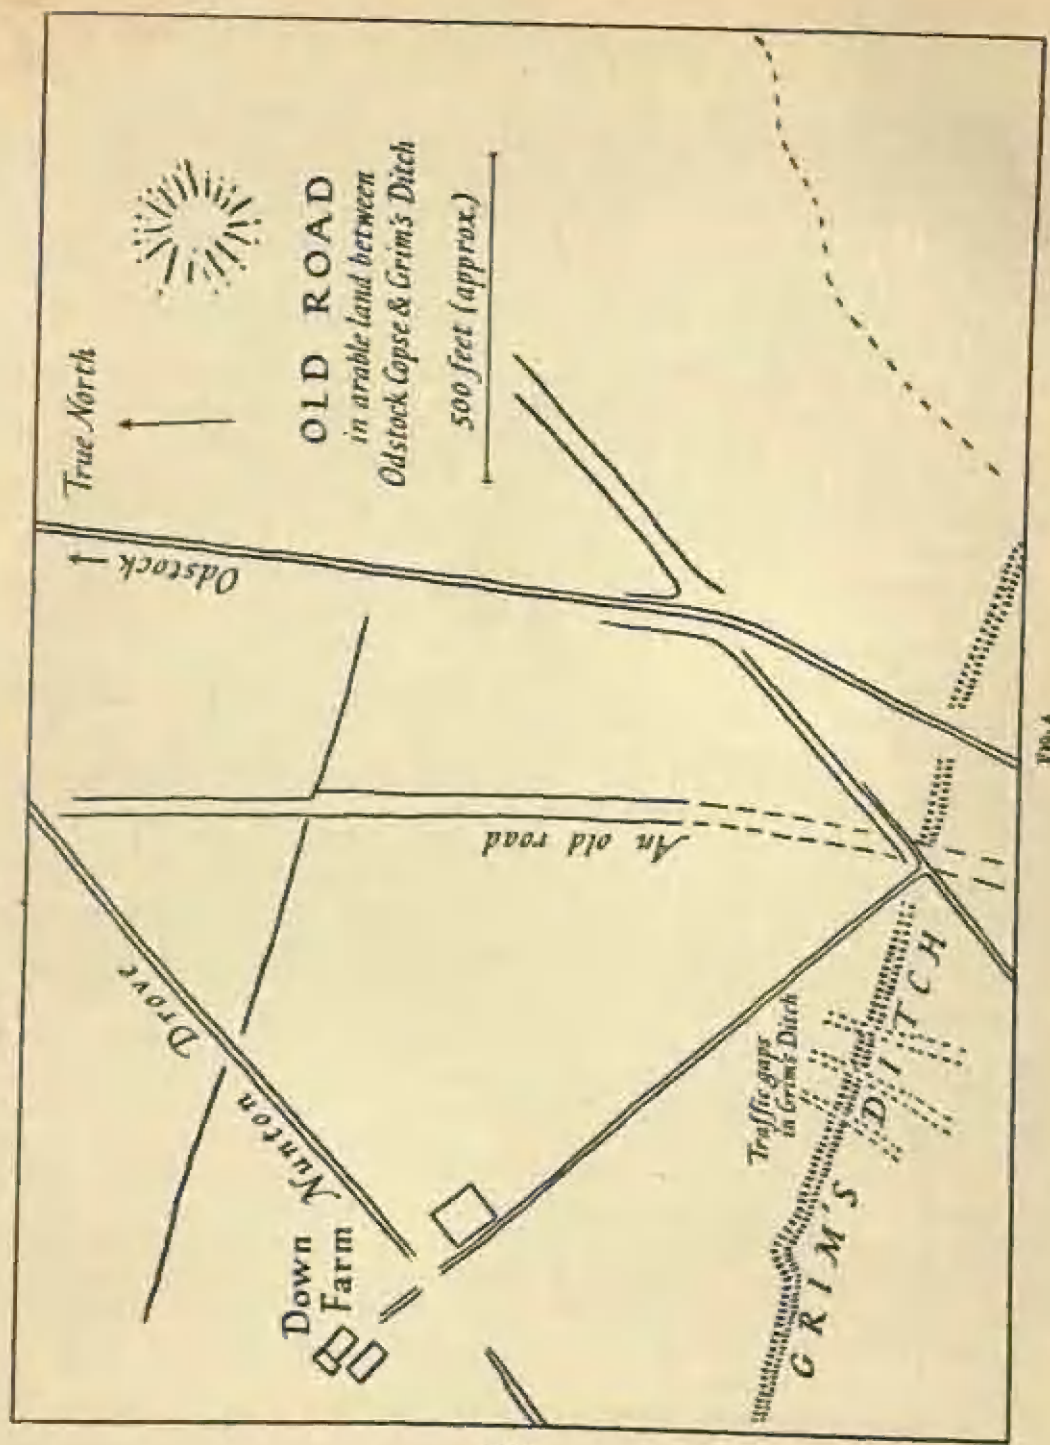 True North
OLD ROAD
in arable land between
Odstock Copse & Grim's Ditch
500 feet (approx.)
Odstock
An old road
Nunton Drove
Down
Farm
Traffic gaps
in Grim's Ditch
GRIM'S DITCH